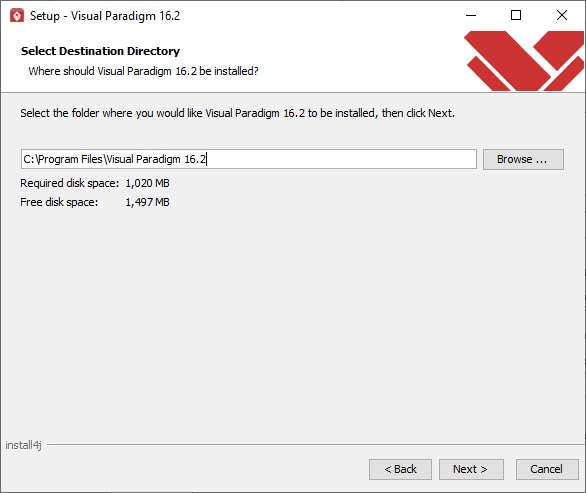 Setup - Visual Paradigm 16.2
Select Destination Directory
Where should Visual Paradigm 16.2 be installed?
Select the folder where you would like Visual Paradigm 16.2 to be installed, then click Next.
C:\Program Files\Visual Paradigm 16.2
Browse ...
Required disk space: 1,020 MB
Free disk space: 1,497 MB
install4j
< Back
Next >
Cancel